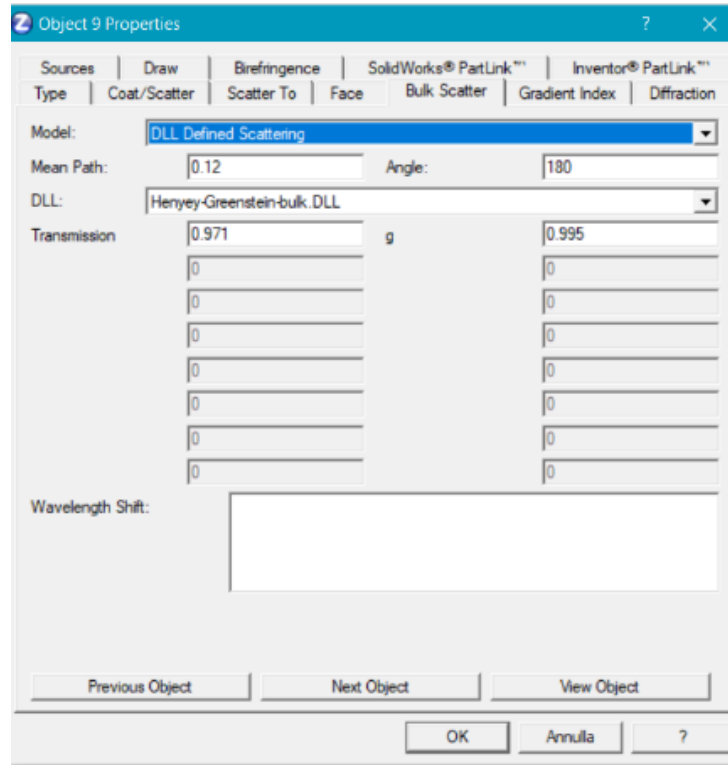 Z Object 9 Properties ? ×
Sources Draw Birefringence SolidWorks® PartLink™ Inventor® PartLink™
Type Coat/Scatter Scatter To Face Bulk Scatter Gradient Index Diffraction
Model: DLL Defined Scattering
Mean Path: 0.12 Angle: 180
DLL: Henyey-Greenstein-bulk.DLL
Transmission 0.971 g 0.995
0 0
0 0
0 0
0 0
0 0
0 0
0 0
Wavelength Shift:
Previous Object Next Object View Object
OK Annulla ?